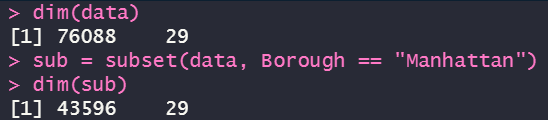 > dim(data)
[1] 76088    29
> sub = subset(data, Borough == "Manhattan")
> dim(sub)
[1] 43596    29